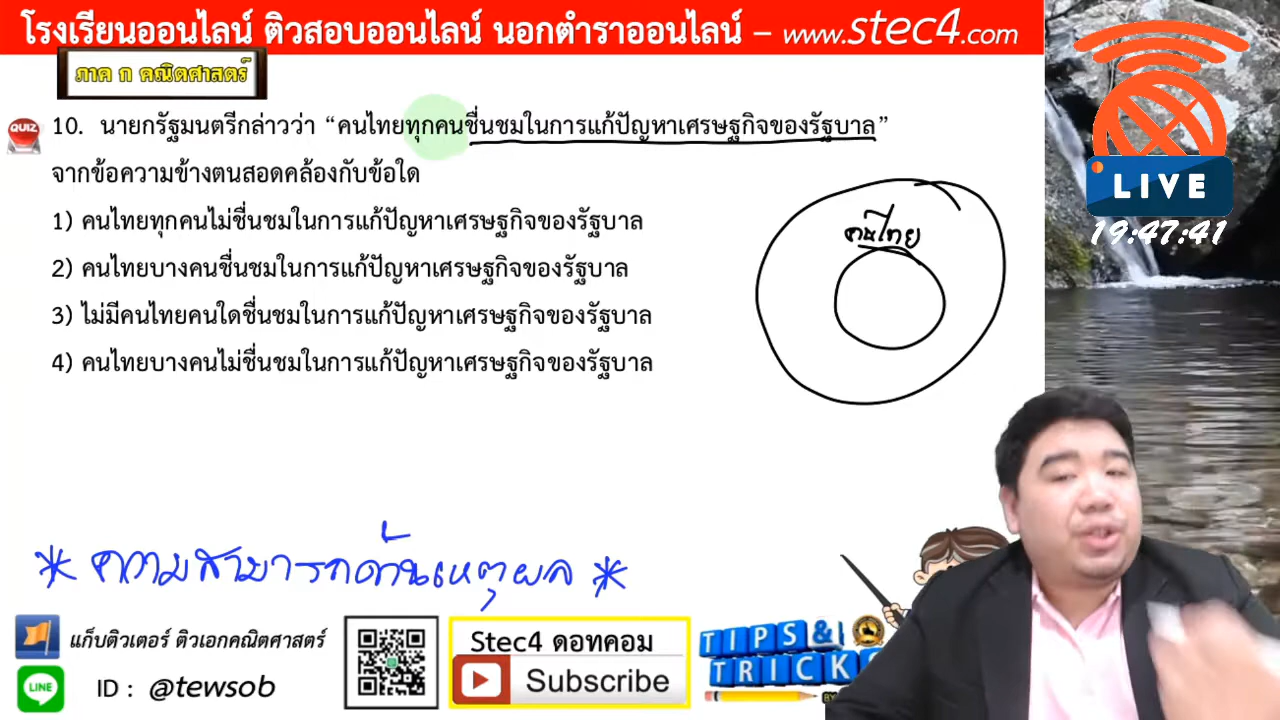 โรงเรียนออนไลน์ ติวสอบออนไลน์ นอกตำราออนไลน์ – www.stec4.com
ภาค ก คณิตศาสตร์
QUIZ
10. นายกรัฐมนตรีกล่าวว่า “คนไทยทุกคนชื่นชมในการแก้ปัญหาเศรษฐกิจของรัฐบาล”
จากข้อความข้างตนสอดคล้องกับข้อใด
1) คนไทยทุกคนไม่ชื่นชมในการแก้ปัญหาเศรษฐกิจของรัฐบาล
2) คนไทยบางคนชื่นชมในการแก้ปัญหาเศรษฐกิจของรัฐบาล
3) ไม่มีคนไทยคนใดชื่นชมในการแก้ปัญหาเศรษฐกิจของรัฐบาล
4) คนไทยบางคนไม่ชื่นชมในการแก้ปัญหาเศรษฐกิจของรัฐบาล
คนไทย
LIVE
19:47:41
* ความสามารถด้านเหตุผล *
แก็บติวเตอร์ ติวเอกคณิตศาสตร์
LINE
ID : @tewsob
Stec4 ดอทคอม
Subscribe
TIPS &
TRICK
BY